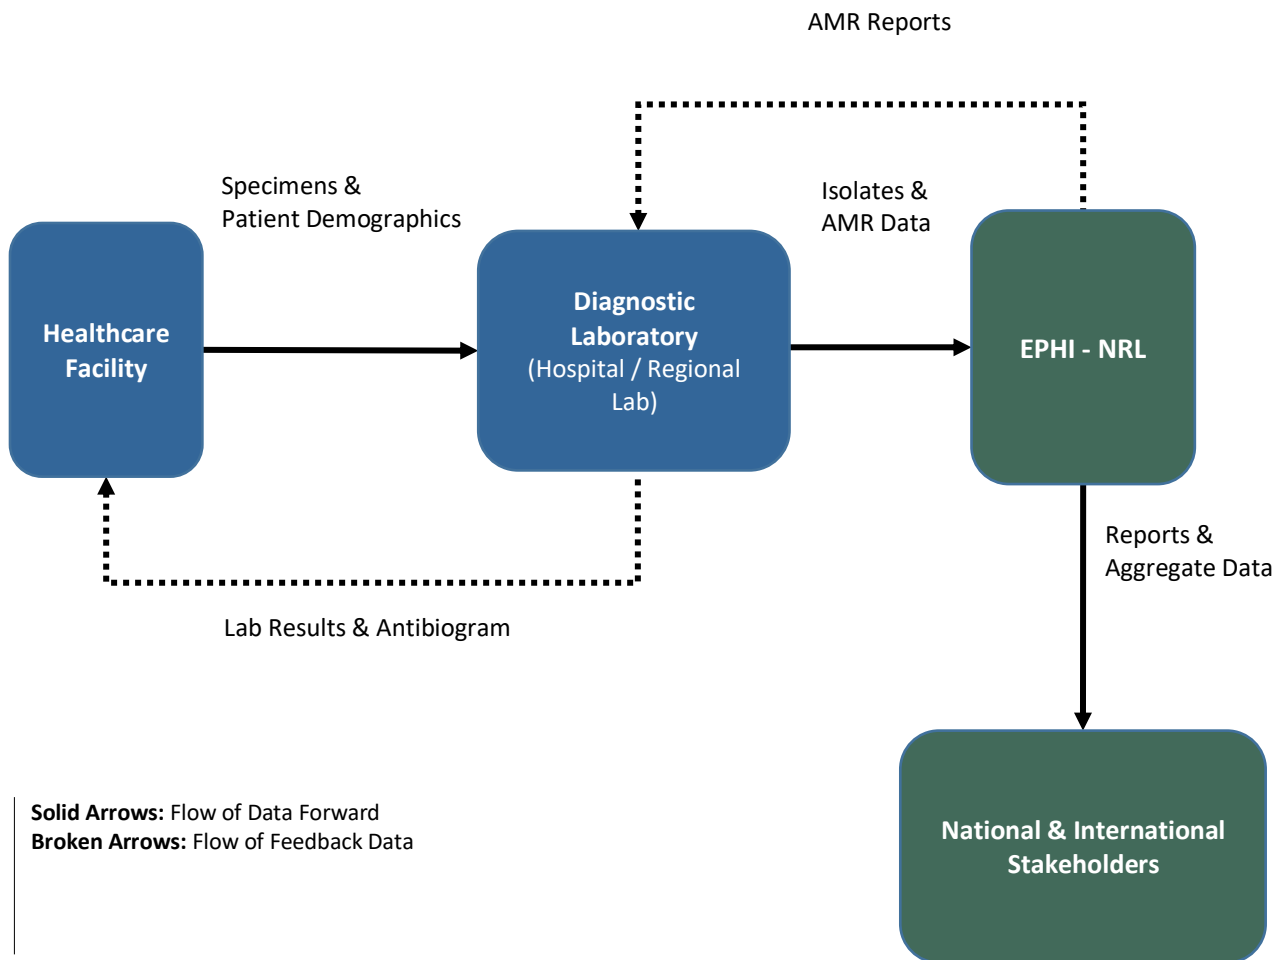 AMR Reports
Specimens &
Patient Demographics
Isolates &
AMR Data
Healthcare
Facility
Diagnostic
Laboratory
(Hospital / Regional
Lab)
EPHI - NRL
Reports &
Aggregate Data
Lab Results & Antibiogram
Solid Arrows: Flow of Data Forward
Broken Arrows: Flow of Feedback Data
National & International
Stakeholders